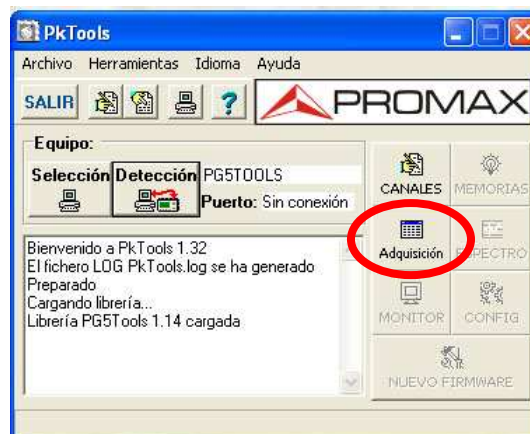 PkTools
Archivo Herramientas Idioma Ayuda
SALIR ? PROMAX
Equipo:
Selección Detección PG5TOOLS
Puerto: Sin conexión
CANALES MEMORIAS
Bienvenido a PkTools 1.32
El fichero LOG PkTools.log se ha generado
Preparado
Cargando librería...
Librería PG5Tools 1.14 cargada
Adquisición ESPECTRO
MONITOR CONFIG
NUEVO FIRMWARE